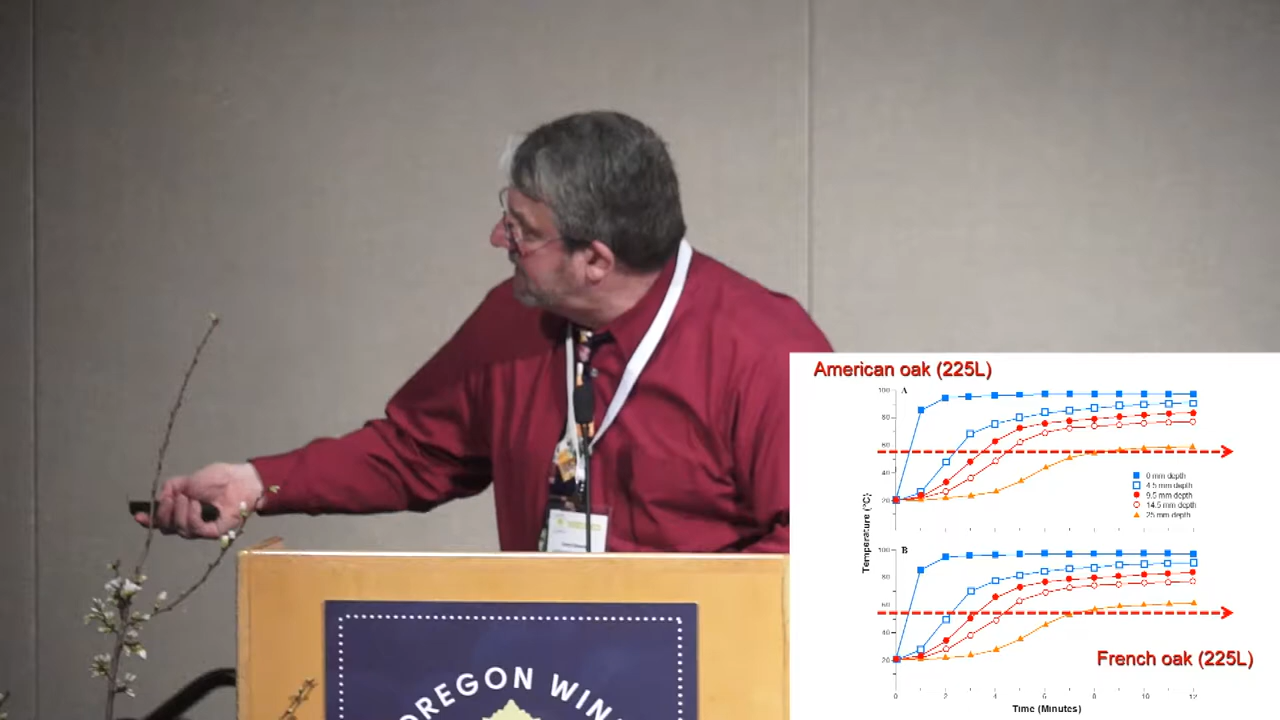 OREGON WIN
American oak (225L)
A
100
80
60
40
20
0 mm depth
4.5 mm depth
9.5 mm depth
14.5 mm depth
25 mm depth
Temperature (°C)
B
100
80
60
40
20
French oak (225L)
0 2 4 6 8 10 12
Time (Minutes)